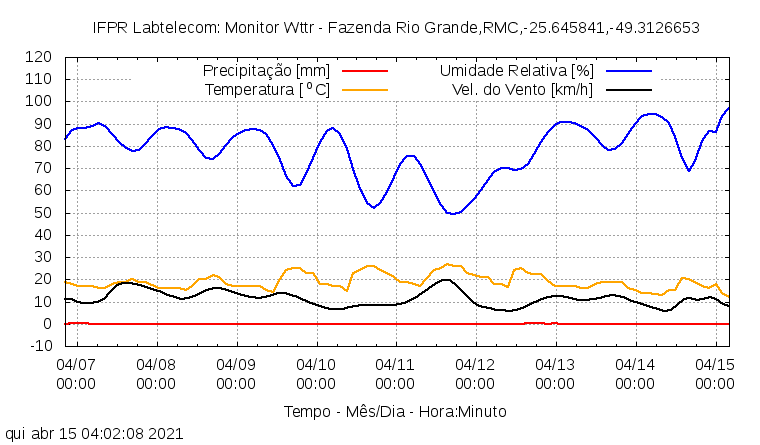 IFPR Labtelecom: Monitor Wttr - Fazenda Rio Grande,RMC,-25.645841,-49.3126653
120
110
100
90
80
70
60
50
40
30
20
10
0
-10
Precipitação [mm]
Temperatura [ ⁰C]
Umidade Relativa [%]
Vel. do Vento [km/h]
04/07 04/08 04/09 04/10 04/11 04/12 04/13 04/14 04/15
00:00 00:00 00:00 00:00 00:00 00:00 00:00 00:00 00:00
Tempo - Mês/Dia - Hora:Minuto
qui abr 15 04:02:08 2021